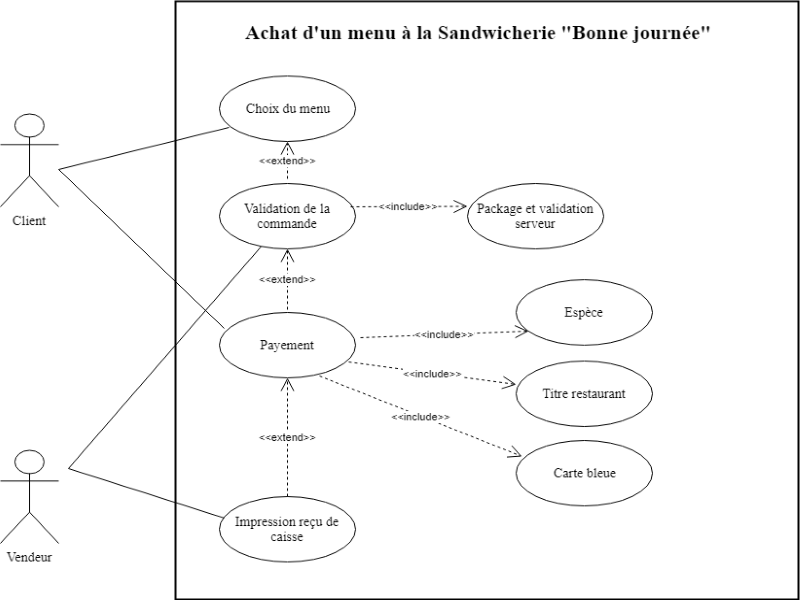 Achat d'un menu à la Sandwicherie "Bonne journée"
Choix du menu
<<extend>>
Client
Validation de la
commande
<<include>>
Package et validation
serveur
<<extend>>
Espèce
Payement
<<include>>
<<include>>
Titre restaurant
<<include>>
<<extend>>
Carte bleue
Impression reçu de
caisse
Vendeur